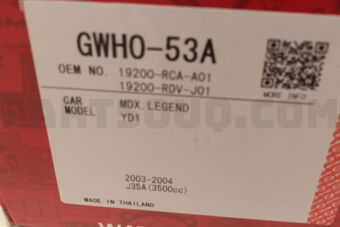 GWHO-53A
OEM NO. 19200-RCA-A01
19200-RDV-J01
MORE INFO
CAR MODEL
MDX, LEGEND
YD1
2003-2004
J35A(3500cc)
MADE IN THAILAND